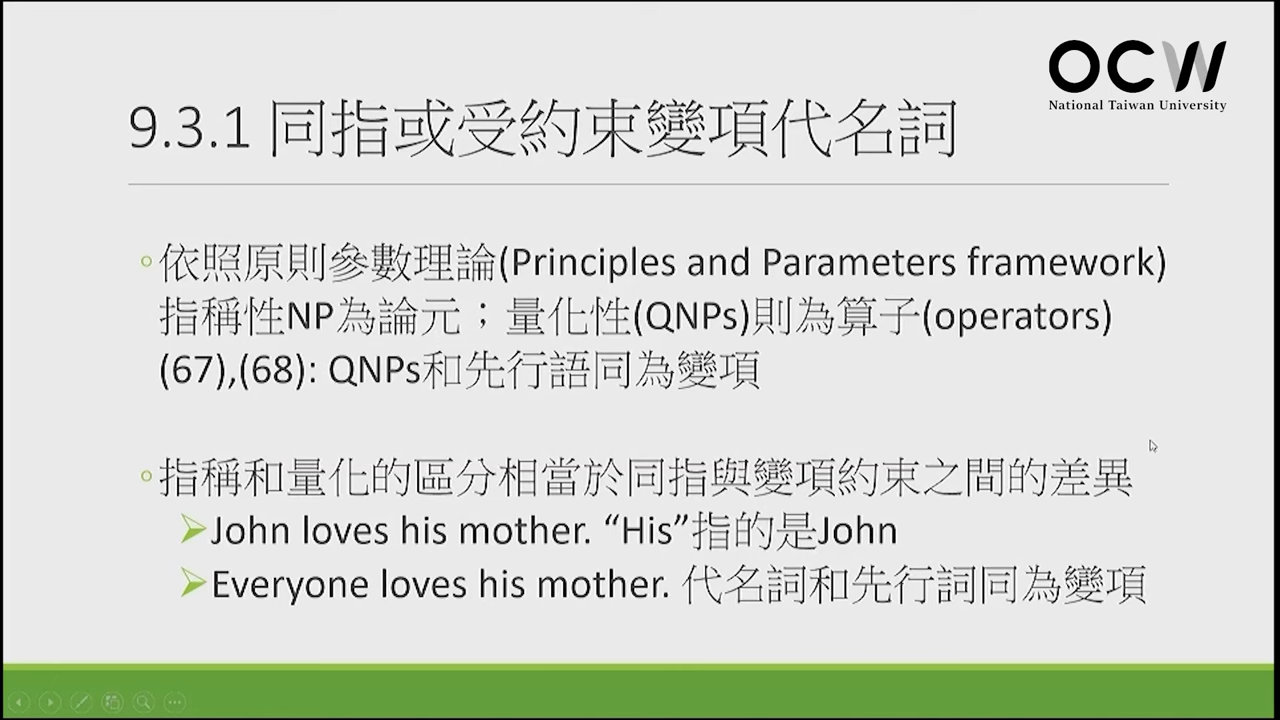 OCW
National Taiwan University
9.3.1 同指或受約束變項代名詞
依照原則參數理論(Principles and Parameters framework)
指稱性NP為論元；量化性(QNPs)則為算子(operators)
(67),(68): QNPs和先行語同為變項
指稱和量化的區分相當於同指與變項約束之間的差異
John loves his mother. “His”指的是John
Everyone loves his mother. 代名詞和先行詞同為變項